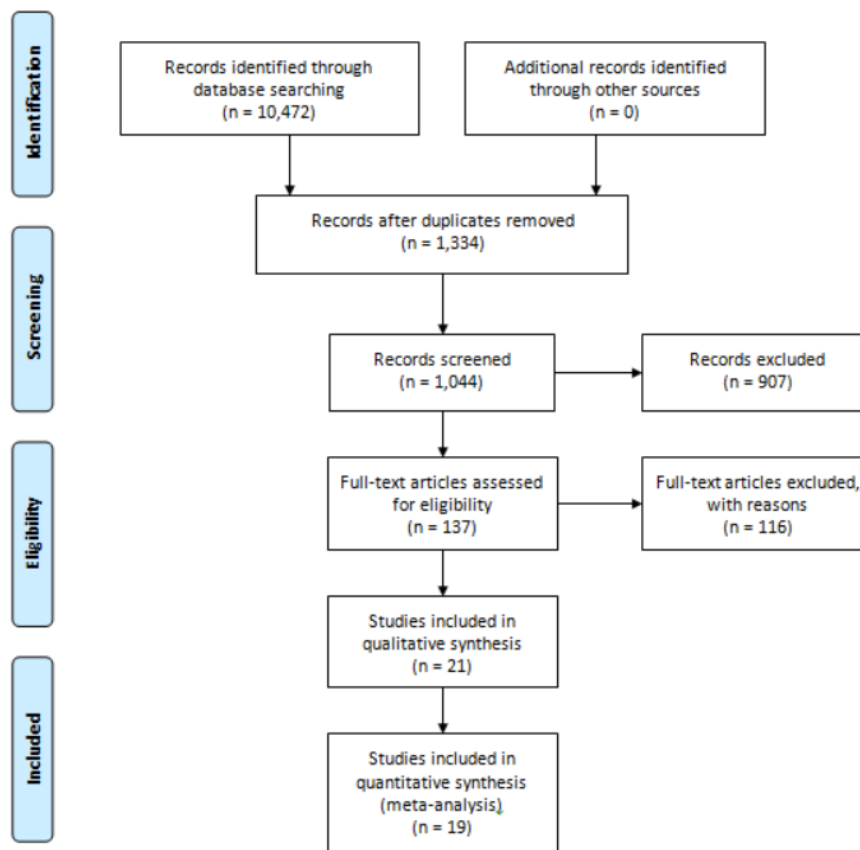 Identification
Records identified through
database searching
(n = 10,472)
Additional records identified
through other sources
(n = 0)
Records after duplicates removed
(n = 1,334)
Screening
Records screened
(n = 1,044)
Records excluded
(n = 907)
Eligibility
Full-text articles assessed
for eligibility
(n = 137)
Full-text articles excluded,
with reasons
(n = 116)
Studies included in
qualitative synthesis
(n = 21)
Included
Studies included in
quantitative synthesis
(meta-analysis)
(n = 19)